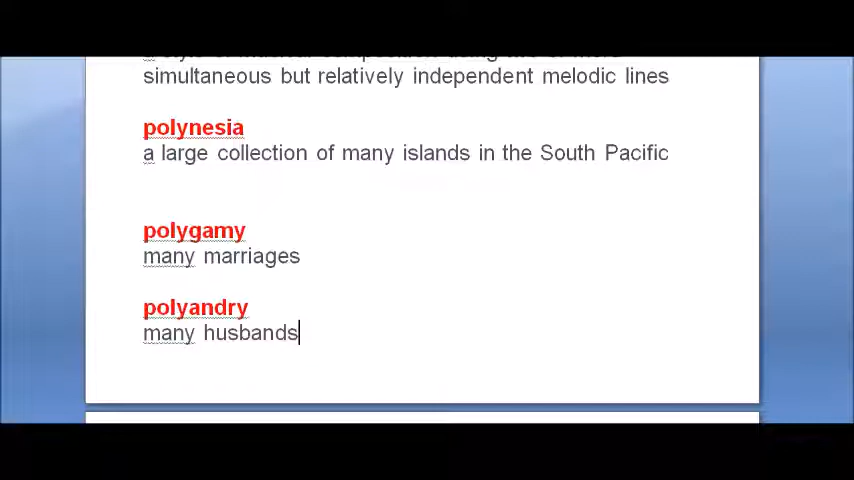 simultaneous but relatively independent melodic lines
polynesia
a large collection of many islands in the South Pacific
polygamy
many marriages
polyandry
many husbands